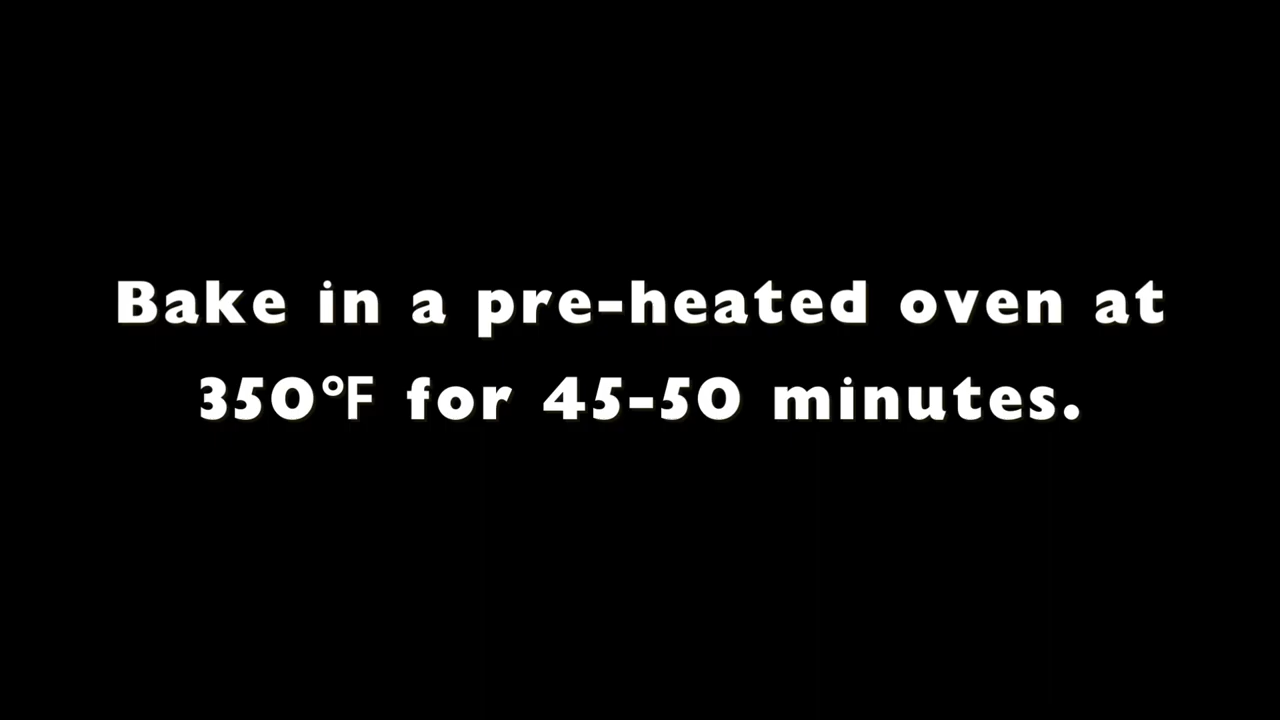 Bake in a pre-heated oven at
350°F for 45-50 minutes.